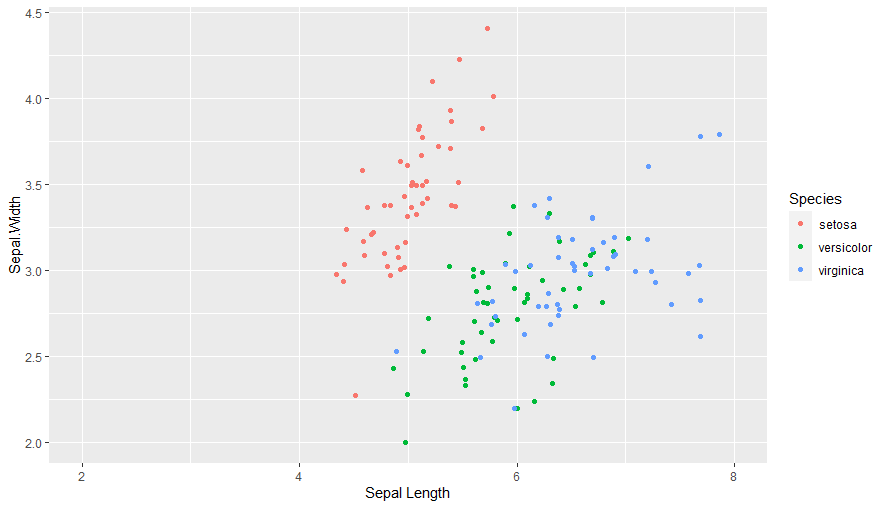 4.5
4.0
3.5
3.0
2.5
2.0
Sepal.Width
2 4 6 8
Sepal Length
Species
setosa
versicolor
virginica